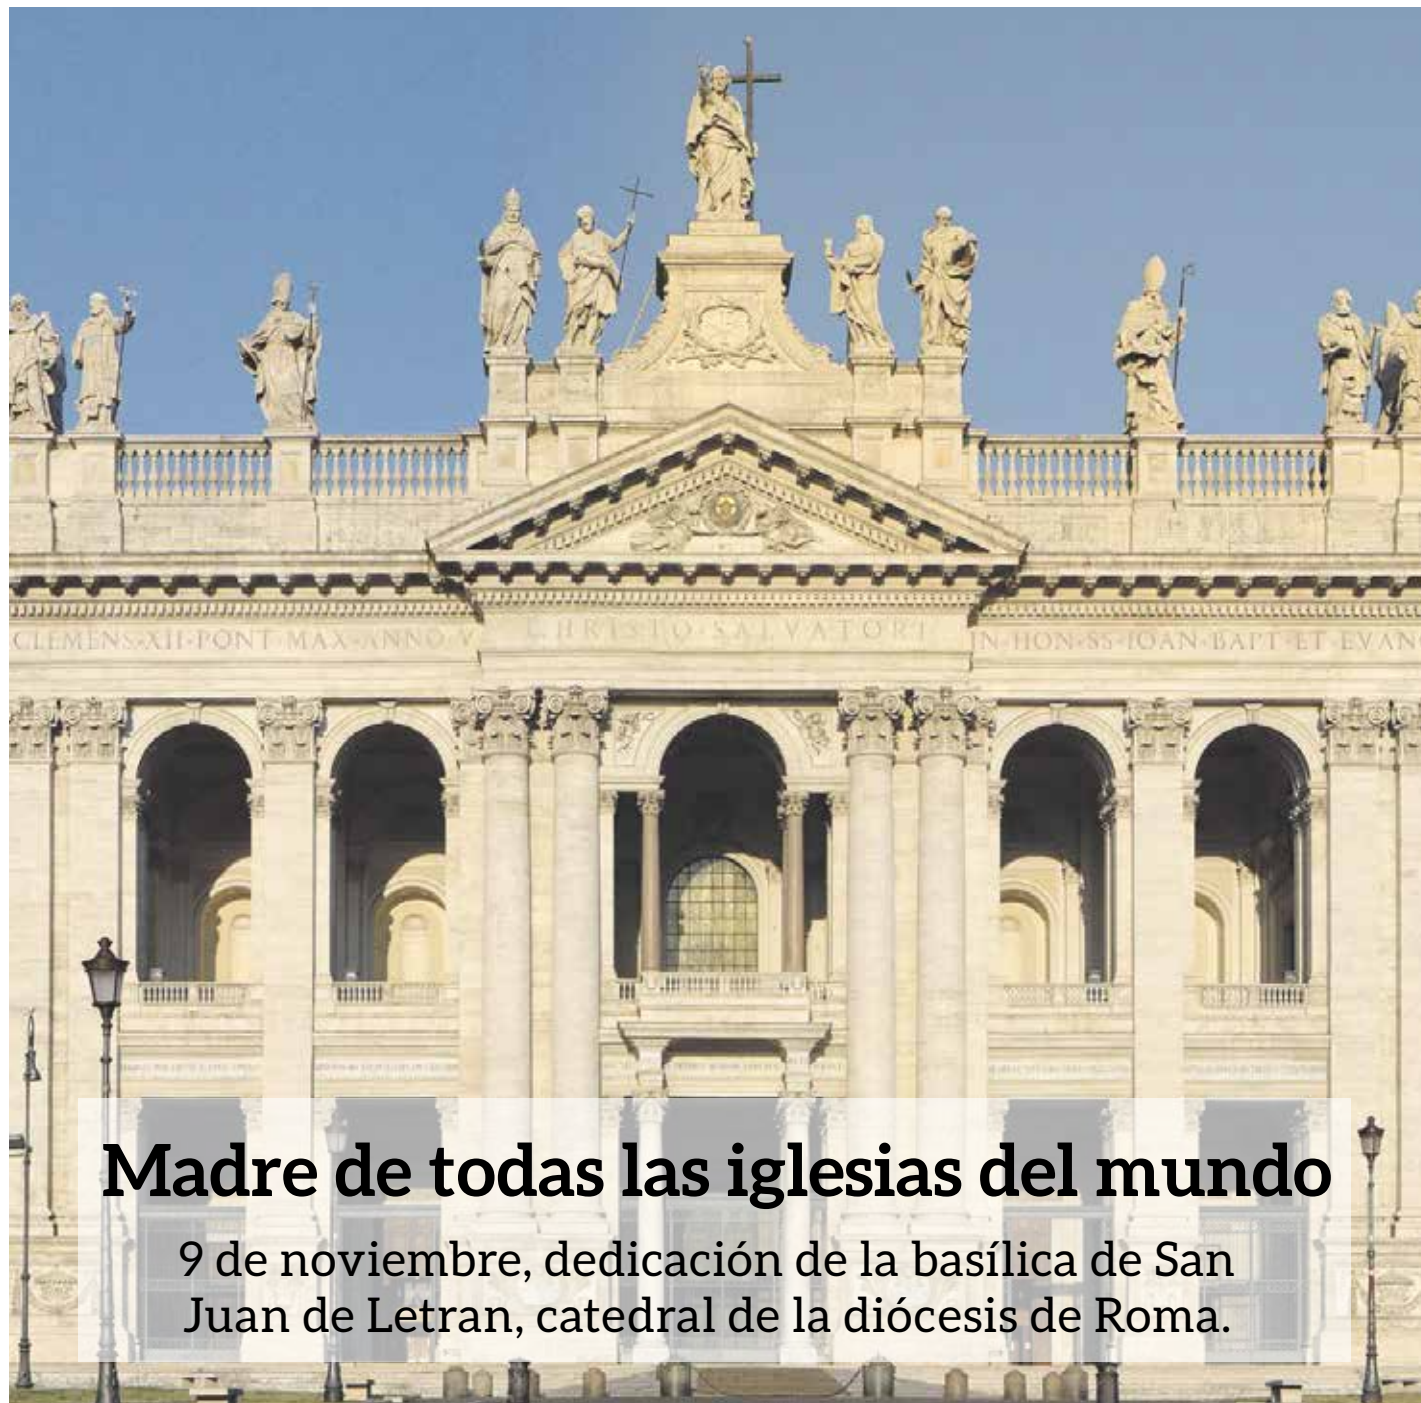 CLEMENS·XII·PONT·MAX·ANNO·V
CHRISTO·SALVATORI
IN·HON·SS·IOAN·BAPT·ET·EVAN
Madre de todas las iglesias del mundo
9 de noviembre, dedicación de la basílica de San
Juan de Letran, catedral de la diócesis de Roma.